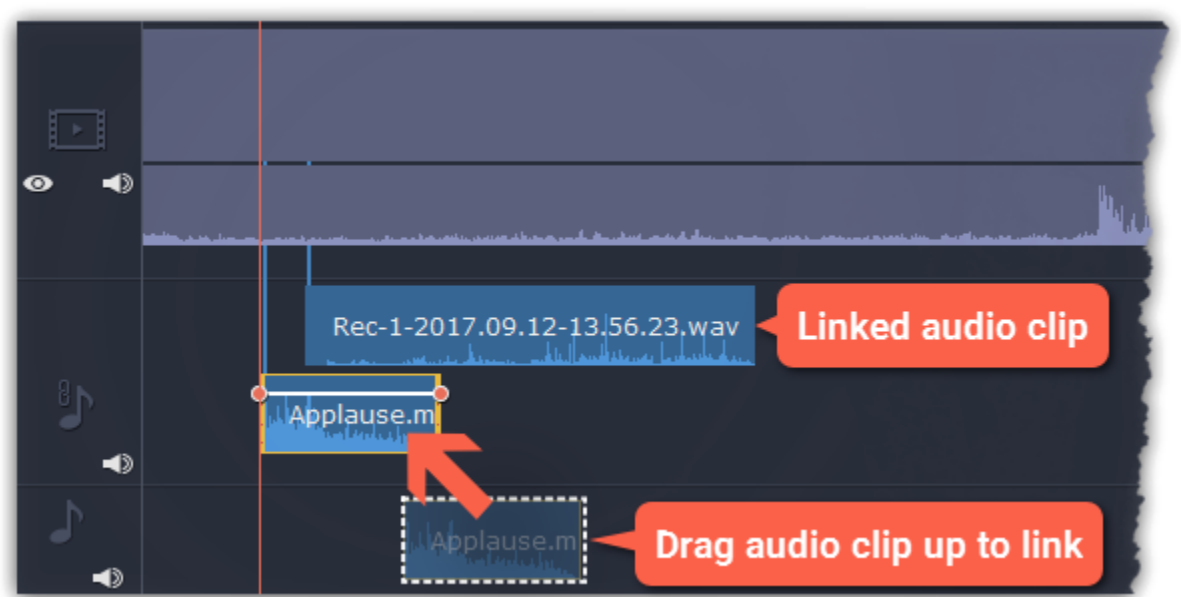 Rec-1-2017.09.12-13.56.23.wav
Linked audio clip
Applause.m
Applause.m
Drag audio clip up to link